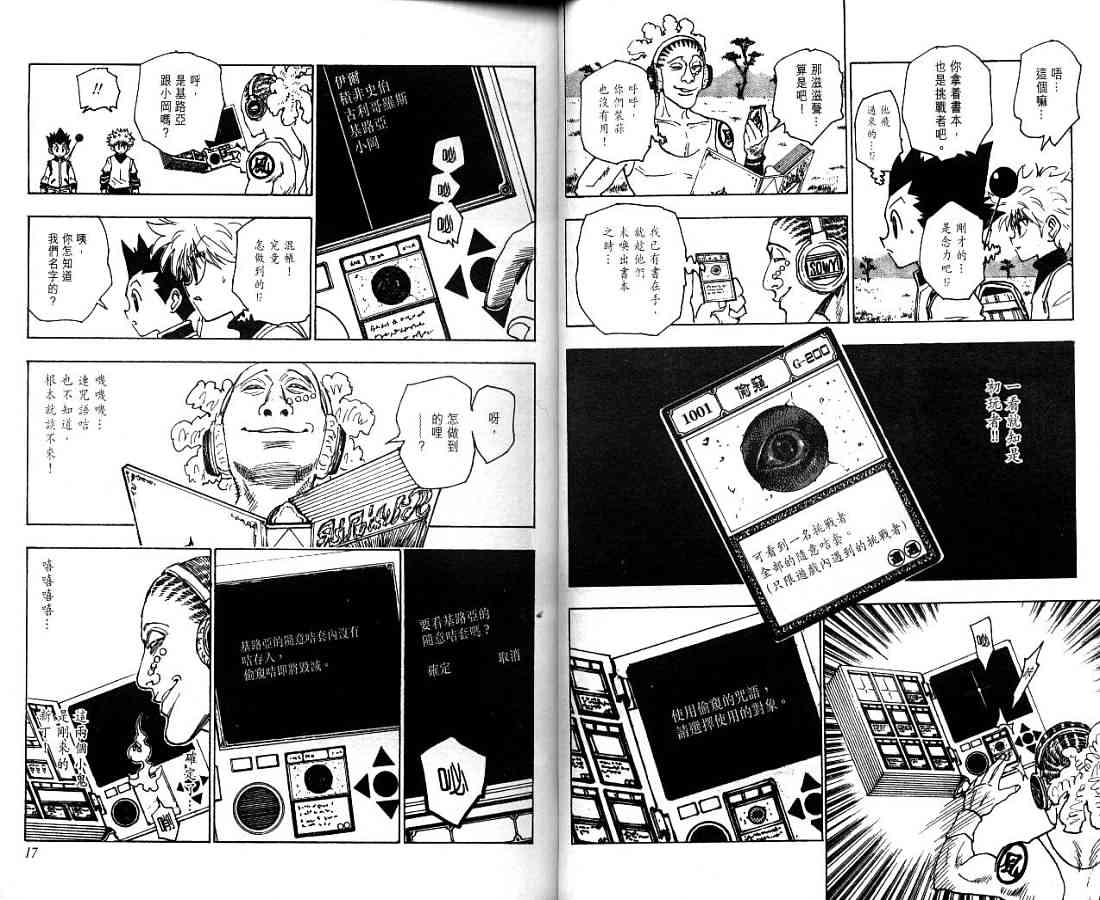 唔，
這個嘛…
你拿着書本，
也是挑戰者吧。
他飛
過來的…!?
剛才的…
是念力吧!?
那滋滋聲…
算是吧！
哼哼，
你們裝蒜
也沒有用！
SONY
我已有書在手，
就趁他們
未喚出書本
之時…
一看就知是
初玩者!!
1001
偷窺
G-200
可看到一名挑戰者
全部的隨意咭套。
(只限遊戲內遇到的挑戰者)
使用偷窺的咒語，
請選擇使用的對象。
伊爾
積非史伯
古利哥羅斯
基路亞
小岡
呼，
是基路亞
跟小岡嗎？
!!
混帳！
究竟
怎做到的!?
咦，
你怎知道
我們名字的？
呀，
怎做到
的哩
——？
嘰嘰嘰…
連咒語咭
也不知道，
根本就談不來！
要看基路亞的
隨意咭套嗎？
確定
取消
基路亞的隨意咭套內沒有
咭存入，
偷窺咭即將毀滅。
嘻嘻嘻嘻…
確定…
這兩個小鬼
是剛來的
新丁！
17